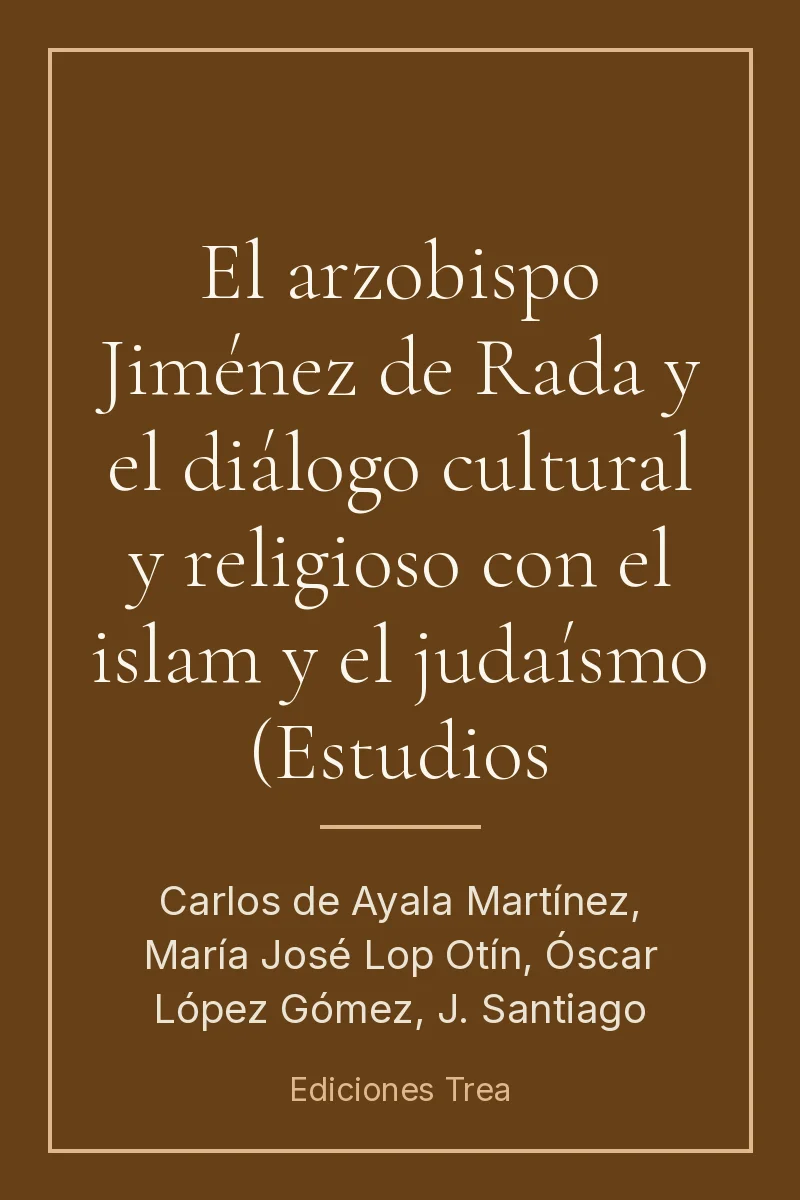 El arzobispo
Jiménez de Rada y
el diálogo cultural
y religioso con el
islam y el judaísmo
(Estudios
Carlos de Ayala Martínez,
María José Lop Otín, Óscar
López Gómez, J. Santiago
Ediciones Trea